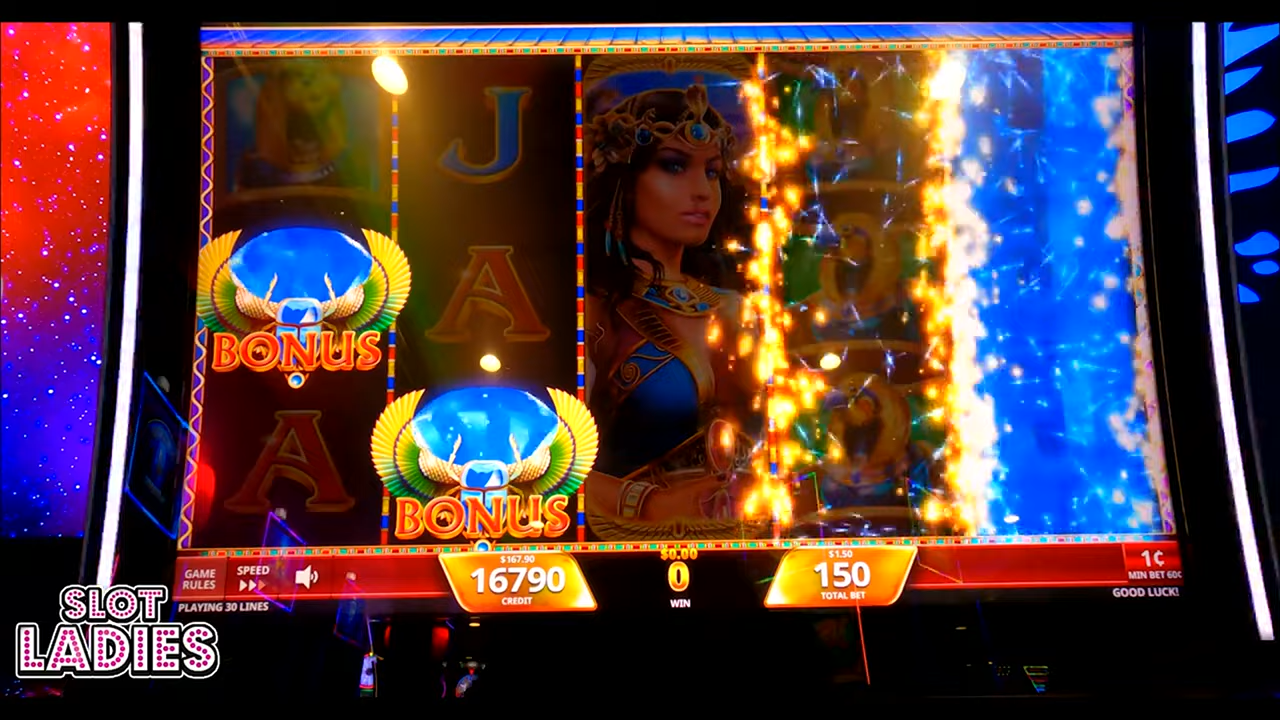 J
BONUS
A
A
BONUS
GAME
RULES
SPEED
PLAYING 30 LINES
$167.90
16790
CREDIT
$0.00
0
WIN
$1.50
150
TOTAL BET
1¢
MIN BET 60¢
GOOD LUCK!
SLOT
LADIES